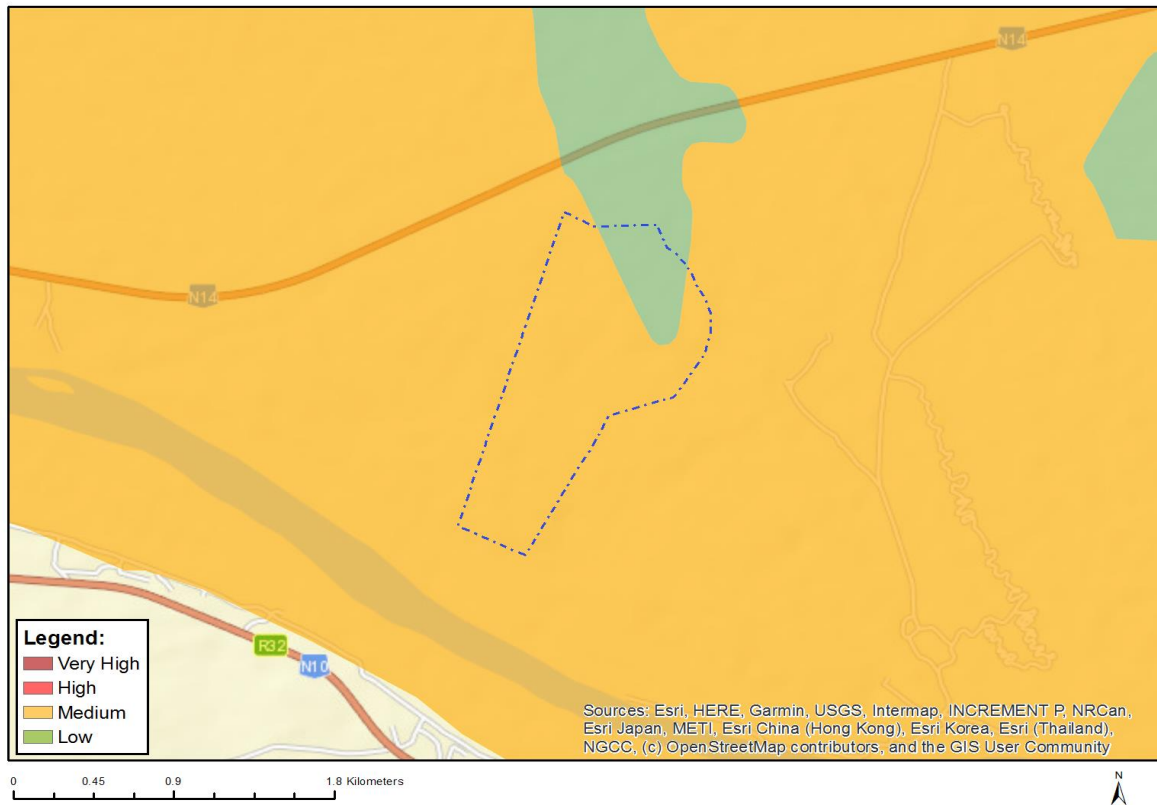 N14
N14
R32
N10
Legend:
Very High
High
Medium
Low
Sources: Esri, HERE, Garmin, USGS, Intermap, INCREMENT P, NRCan,
Esri Japan, METI, Esri China (Hong Kong), Esri Korea, Esri (Thailand),
NGCC, (c) OpenStreetMap contributors, and the GIS User Community
0 0.45 0.9 1.8 Kilometers
N